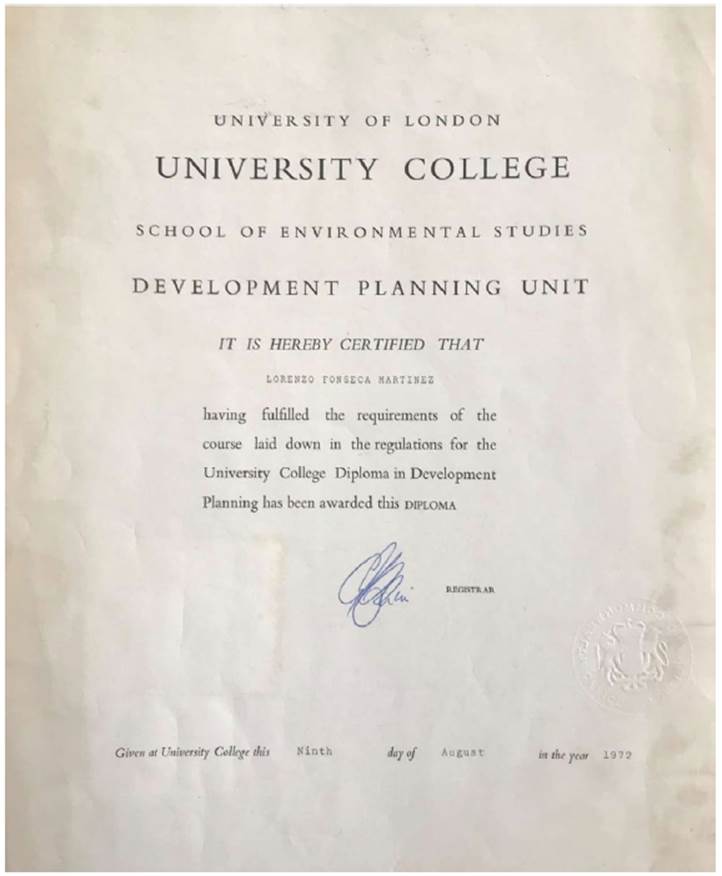 UNIVERSITY OF LONDON
UNIVERSITY COLLEGE
SCHOOL OF ENVIRONMENTAL STUDIES
DEVELOPMENT PLANNING UNIT
IT IS HEREBY CERTIFIED THAT
LORENZO FONSECA MARTINEZ
having fulfilled the requirements of the
course laid down in the regulations for the
University College Diploma in Development
Planning has been awarded this DIPLOMA
REGISTRAR
Given at University College this Ninth day of August in the year 1972